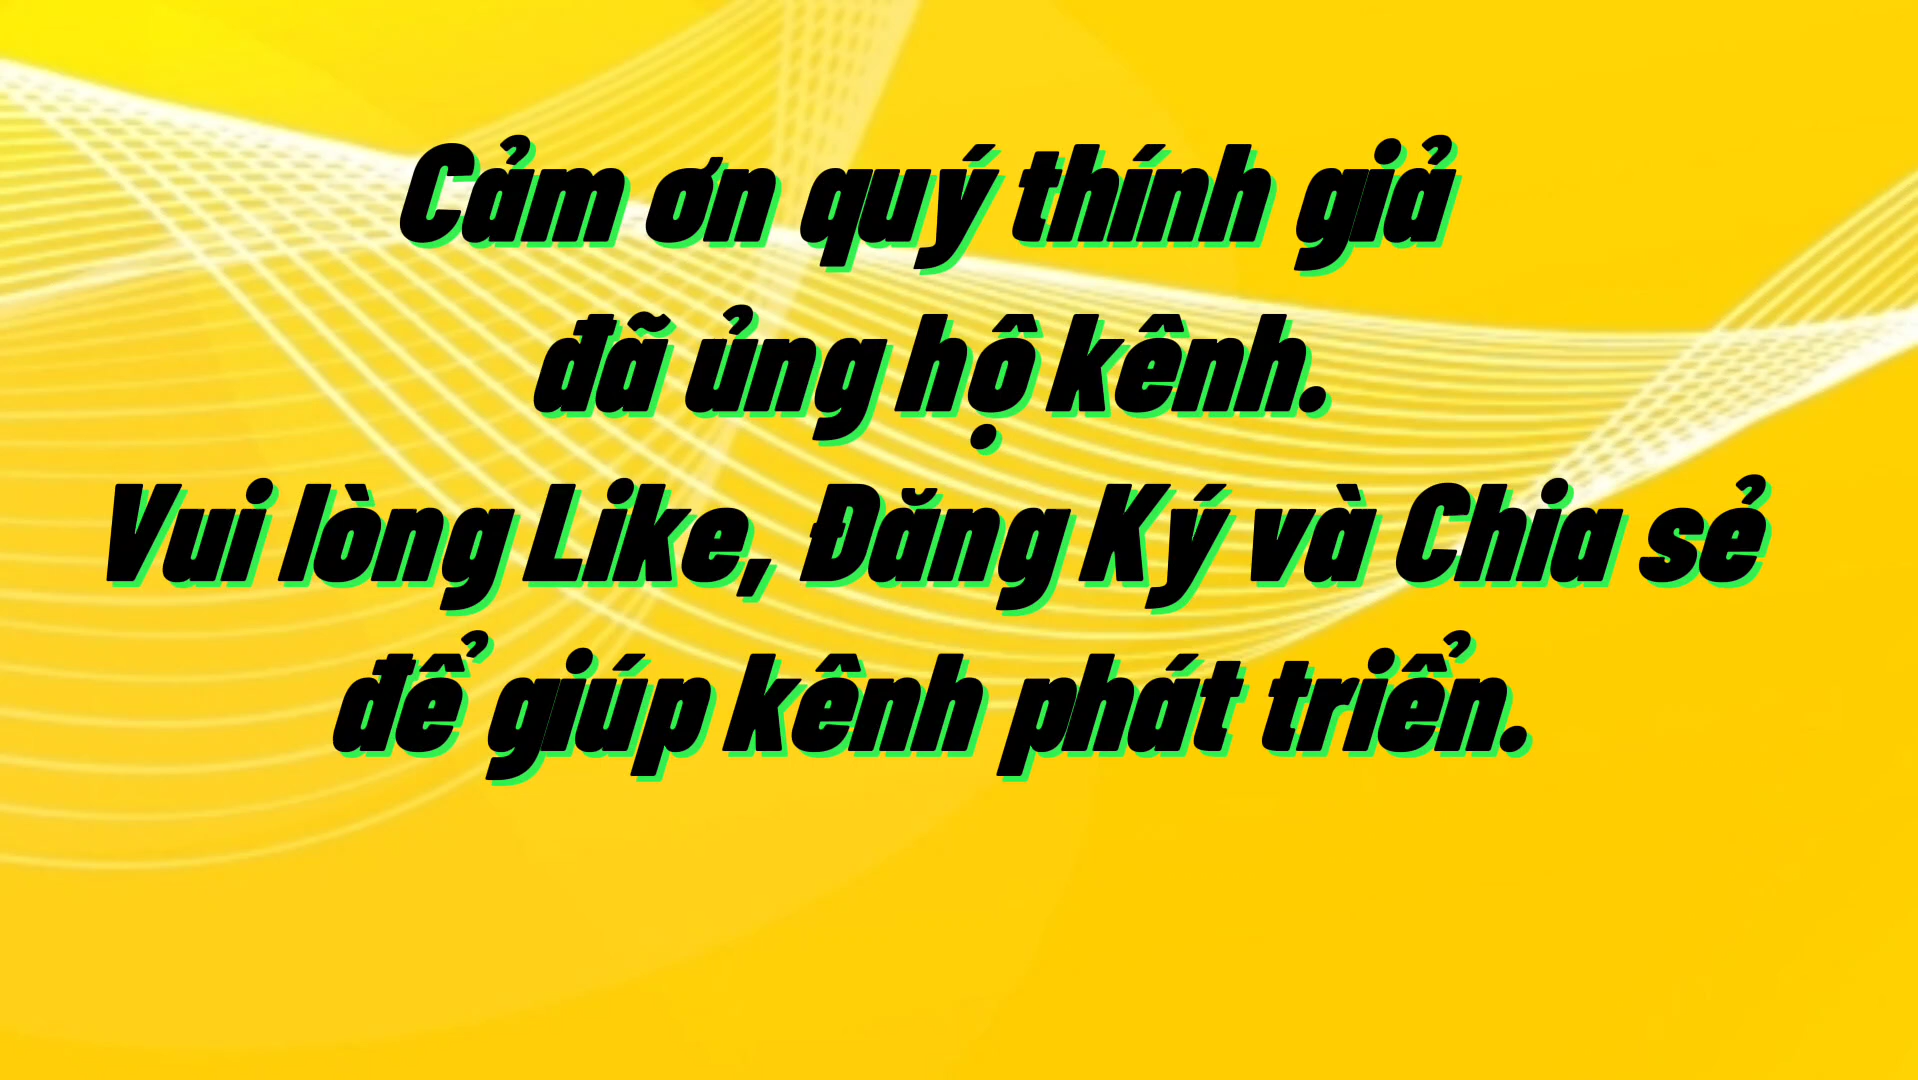 Cảm ơn quý thính giả
đã ủng hộ kênh.
Vui lòng Like, Đăng Ký và Chia sẻ
để giúp kênh phát triển.